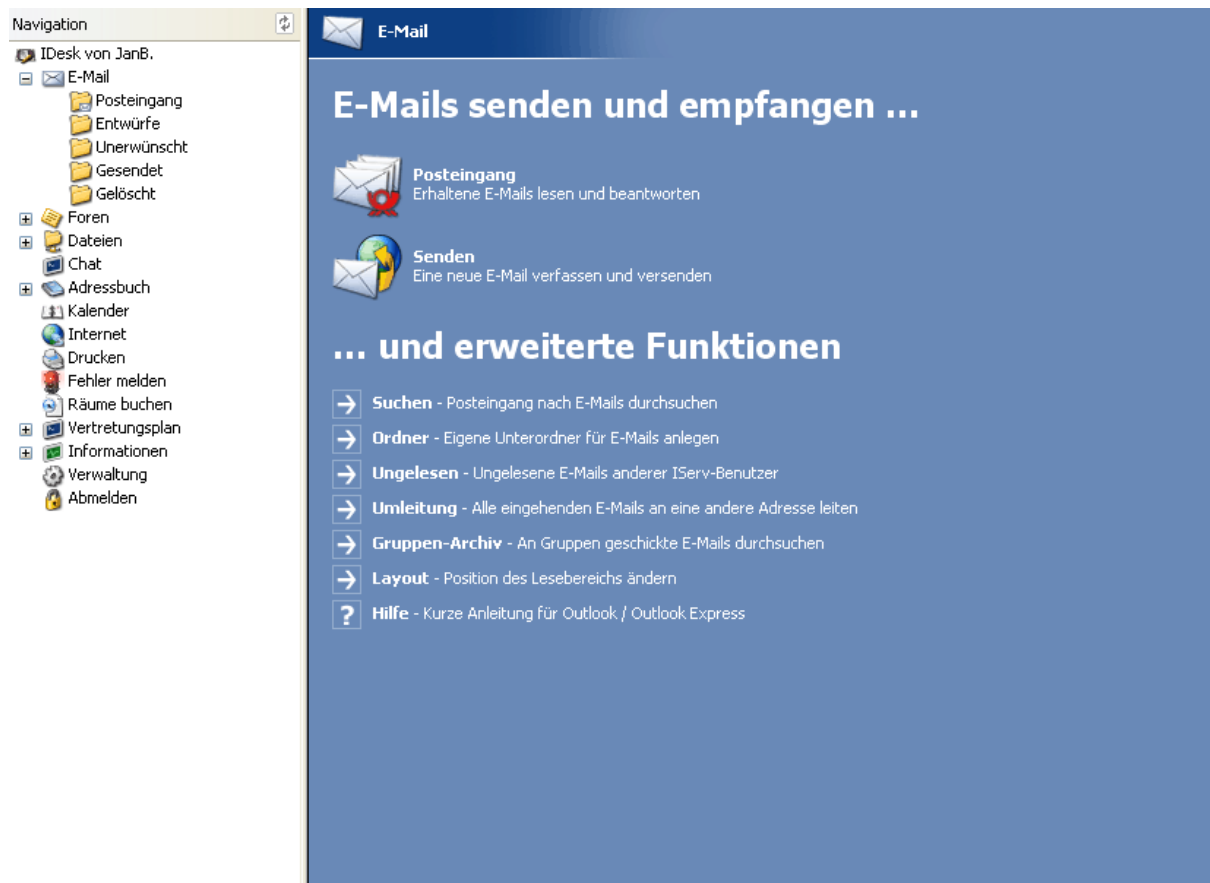 Navigation
IDesk von JanB.
E-Mail
Posteingang
Entwürfe
Unerwünscht
Gesendet
Gelöscht
Foren
Dateien
Chat
Adressbuch
Kalender
Internet
Drucken
Fehler melden
Räume buchen
Vertretungsplan
Informationen
Verwaltung
Abmelden
E-Mail
E-Mails senden und empfangen ...
Posteingang
Erhaltene E-Mails lesen und beantworten
Senden
Eine neue E-Mail verfassen und versenden
... und erweiterte Funktionen
Suchen - Posteingang nach E-Mails durchsuchen
Ordner - Eigene Unterordner für E-Mails anlegen
Ungelesen - Ungelesene E-Mails anderer IServ-Benutzer
Umleitung - Alle eingehenden E-Mails an eine andere Adresse leiten
Gruppen-Archiv - An Gruppen geschickte E-Mails durchsuchen
Layout - Position des Lesebereichs ändern
? Hilfe - Kurze Anleitung für Outlook / Outlook Express